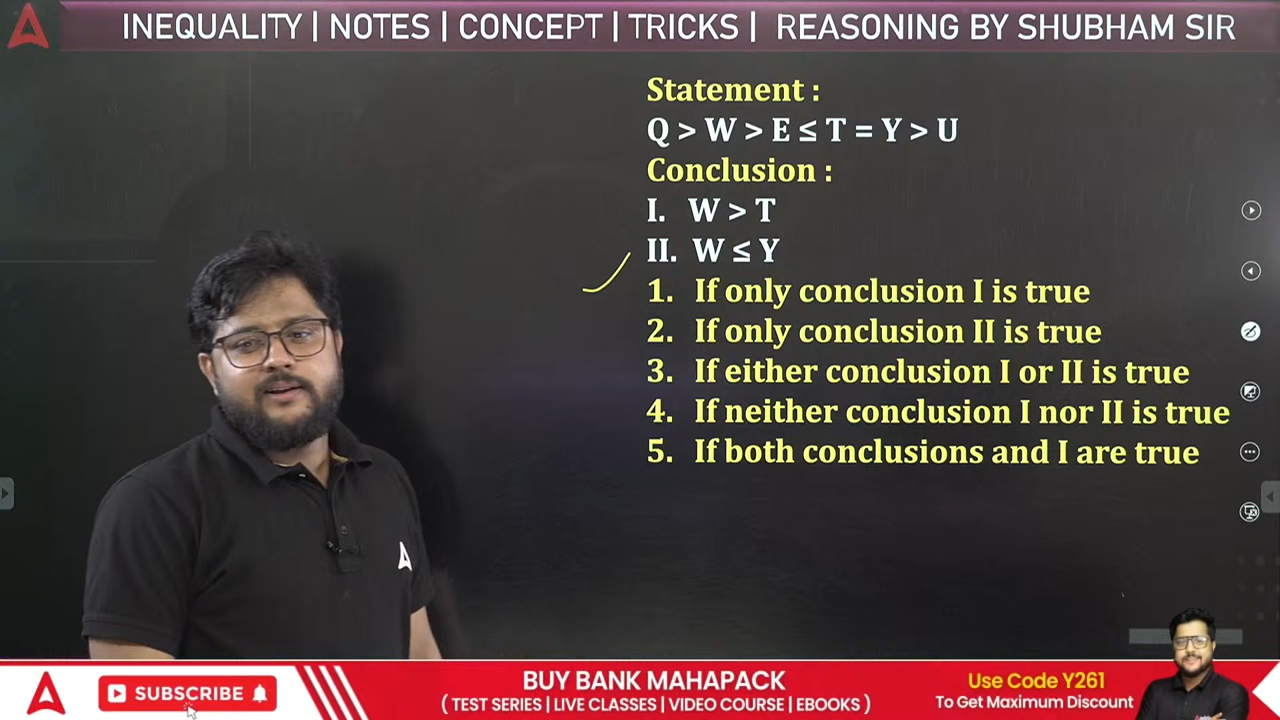 INEQUALITY | NOTES | CONCEPT | TRICKS | REASONING BY SHUBHAM SIR
Statement :
Q > W > E ≤ T = Y > U
Conclusion :
I. W > T
II. W ≤ Y
1. If only conclusion I is true
2. If only conclusion II is true
3. If either conclusion I or II is true
4. If neither conclusion I nor II is true
5. If both conclusions and I are true
SUBSCRIBE
BUY BANK MAHAPACK
( TEST SERIES | LIVE CLASSES | VIDEO COURSE | EBOOKS )
Use Code Y261
To Get Maximum Discount